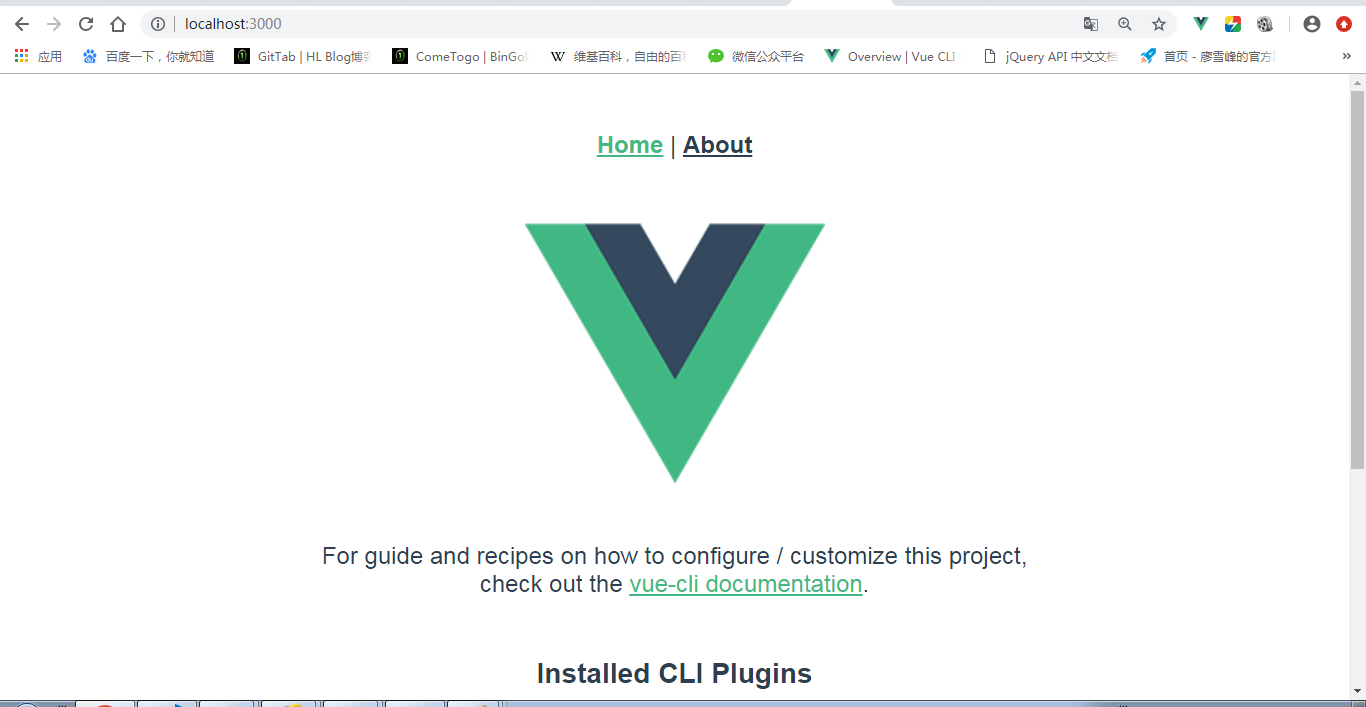 localhost:3000
应用 百度一下，你就知道 GitTab | HL Blog博客 ComeTogo | BinGo W 维基百科，自由的百科 微信公众平台 Overview | Vue CLI jQuery API 中文文档 首页 - 廖雪峰的官方 »
Home | About
For guide and recipes on how to configure / customize this project,
check out the vue-cli documentation.
Installed CLI Plugins